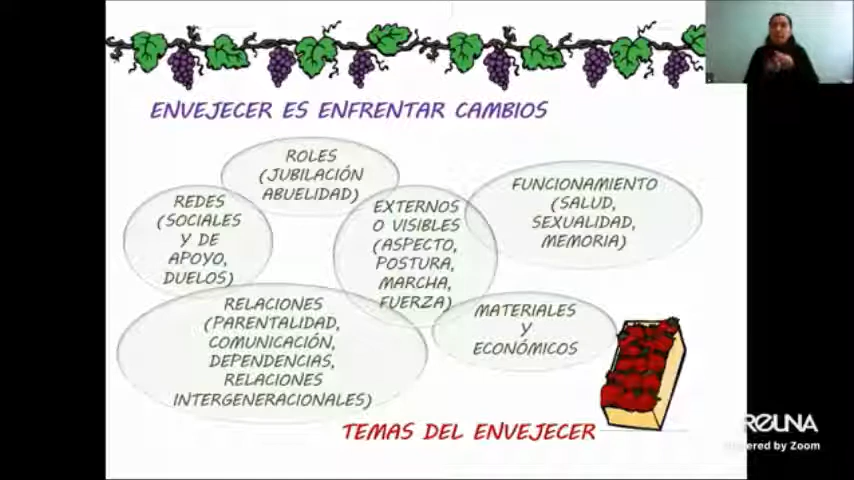 ENVEJECER ES ENFRENTAR CAMBIOS
ROLES
(JUBILACIÓN
ABUELIDAD)
REDES
(SOCIALES
Y DE
APOYO,
DUELOS)
EXTERNOS
O VISIBLES
(ASPECTO,
POSTURA,
MARCHA,
FUERZA)
FUNCIONAMIENTO
(SALUD,
SEXUALIDAD,
MEMORIA)
RELACIONES
(PARENTALIDAD,
COMUNICACIÓN,
DEPENDENCIAS,
RELACIONES
INTERGENERACIONALES)
MATERIALES
Y
ECONÓMICOS
TEMAS DEL ENVEJECER
REUNA
Powered by Zoom